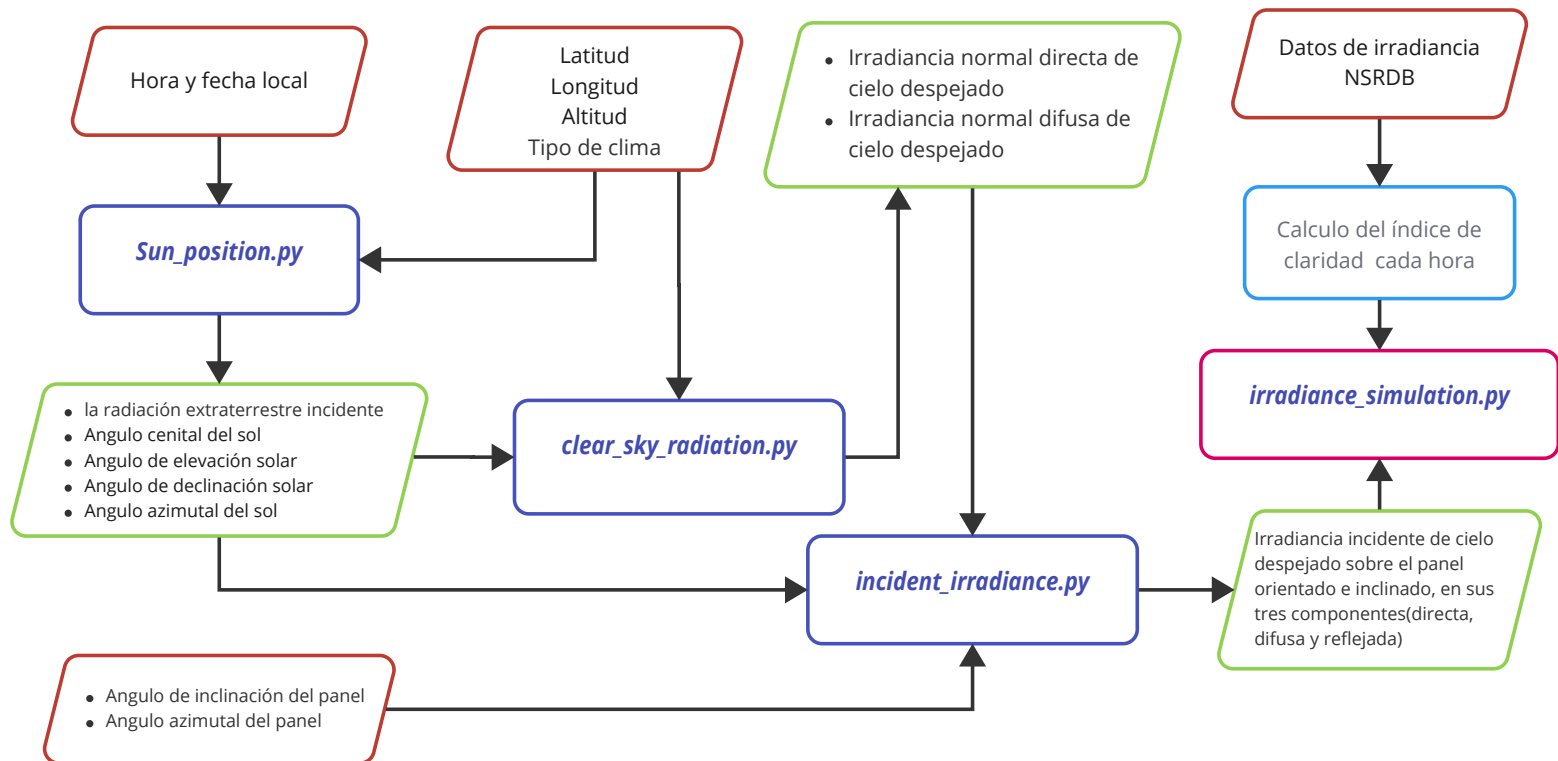 Hora y fecha local
Latitud
Longitud
Altitud
Tipo de clima
• Irradiancia normal directa de
cielo despejado
• Irradiancia normal difusa de
cielo despejado
Datos de irradiancia
NSRDB
Sun_position.py
Calculo del índice de
claridad cada hora
• la radiación extraterrestre incidente
• Angulo cenital del sol
• Angulo de elevación solar
• Angulo de declinación solar
• Angulo azimutal del sol
clear_sky_radiation.py
irradiance_simulation.py
incident_irradiance.py
Irradiancia incidente de cielo
despejado sobre el panel
orientado e inclinado, en sus
tres componentes(directa,
difusa y reflejada)
• Angulo de inclinación del panel
• Angulo azimutal del panel